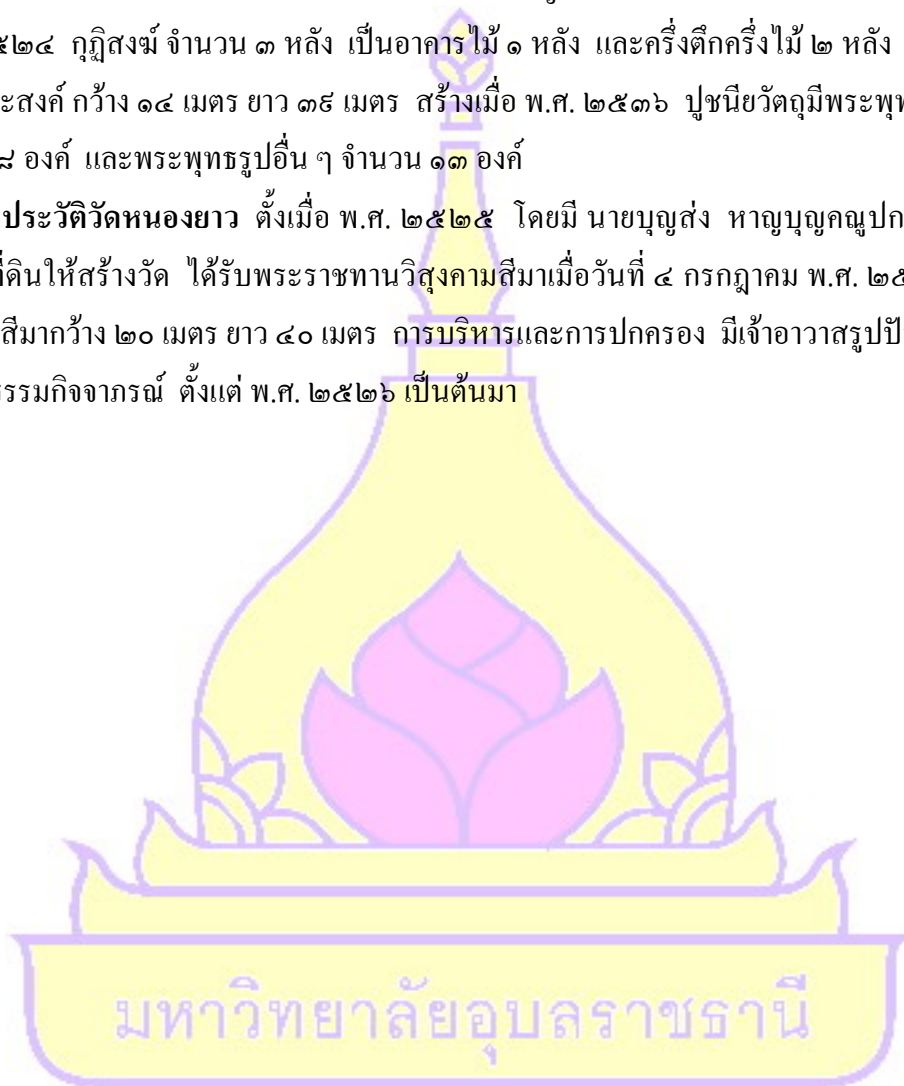 ๕๒๔ กุฏิสงฆ์ จำนวน ๓ หลัง เป็นอาคารไม้ ๑ หลัง และครึ่งตึกครึ่งไม้ ๒ หลัง
ะสงค์ กว้าง ๑๔ เมตร ยาว ๓๙ เมตร สร้างเมื่อ พ.ศ. ๒๕๓๖ ปูชนียวัตถุมีพระพุท
๘ องค์ และพระพุทธรูปอื่น ๆ จำนวน ๑๓ องค์
ประวัติวัดหนองยาว ตั้งเมื่อ พ.ศ. ๒๕๒๕ โดยมี นายบุญส่ง หาญบุญคณูปก
ที่ดินให้สร้างวัด ได้รับพระราชทานวิสุงคามสีมาเมื่อวันที่ ๔ กรกฎาคม พ.ศ. ๒๕
สีมากว้าง ๒๐ เมตร ยาว ๔๐ เมตร การบริหารและการปกครอง มีเจ้าอาวาสรูปปั
รรมกิจจาภรณ์ ตั้งแต่ พ.ศ. ๒๕๒๖ เป็นต้นมา
มหาวิทยาลัยอุบลราชธานี